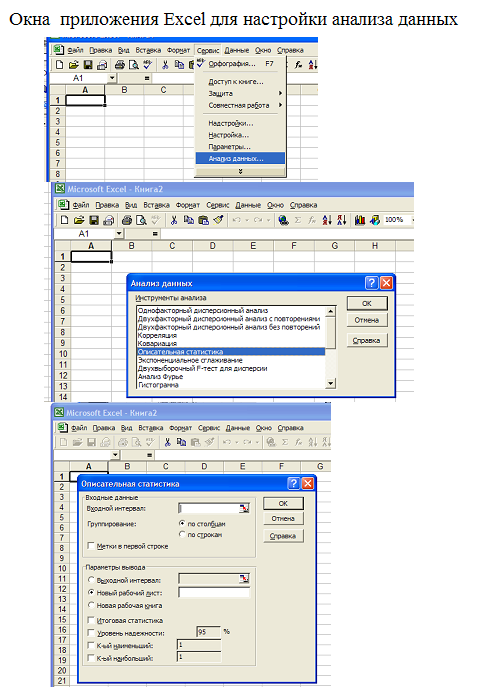 Окна приложения Excel для настройки анализа данных
Файл Правка Вид Вставка Формат Сервис Данные Окно Справка
Орфография... F7
A1 =
Доступ к книге...
A B C
Защита
1
Совместная работа
2
3
Надстройки...
4
Настройка...
5
Параметры...
6
Анализ данных...
7
8
Microsoft Excel - Книга2
Файл Правка Вид Вставка Формат Сервис Данные Окно Справка
100%
A1 =
A B C D E F G H
1
2
3
Анализ данных
4
Инструменты анализа
5
OK
Однофакторный дисперсионный анализ
6
Двухфакторный дисперсионный анализ с повторениями
7
Отмена
Двухфакторный дисперсионный анализ без повторений
8
Корреляция
Ковариация
9
Справка
Описательная статистика
10
Экспоненциальное сглаживание
11
Двухвыборочный F-тест для дисперсии
12
Анализ Фурье
13
Гистограмма
14
Microsoft Excel - Книга2
Файл Правка Вид Вставка Формат Сервис Данные Окно Справка
=
A B C D E F G
1
Описательная статистика
2
Входные данные
3
OK
Входной интервал:
4
Отмена
5
Группирование: по столбцам
6
по строкам
Справка
7
Метки в первой строке
8
9
Параметры вывода
10
Выходной интервал:
11
12
Новый рабочий лист:
13
Новая рабочая книга
14
Итоговая статистика
15
Уровень надежности: 95 %
16
17
К-ый наименьший: 1
18
К-ый наибольший: 1
19
20
21